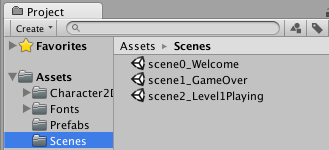 Project
Create
Favorites
Assets
Character2D
Fonts
Prefabs
Scenes
Assets ▸ Scenes
scene0_Welcome
scene1_GameOver
scene2_Level1Playing